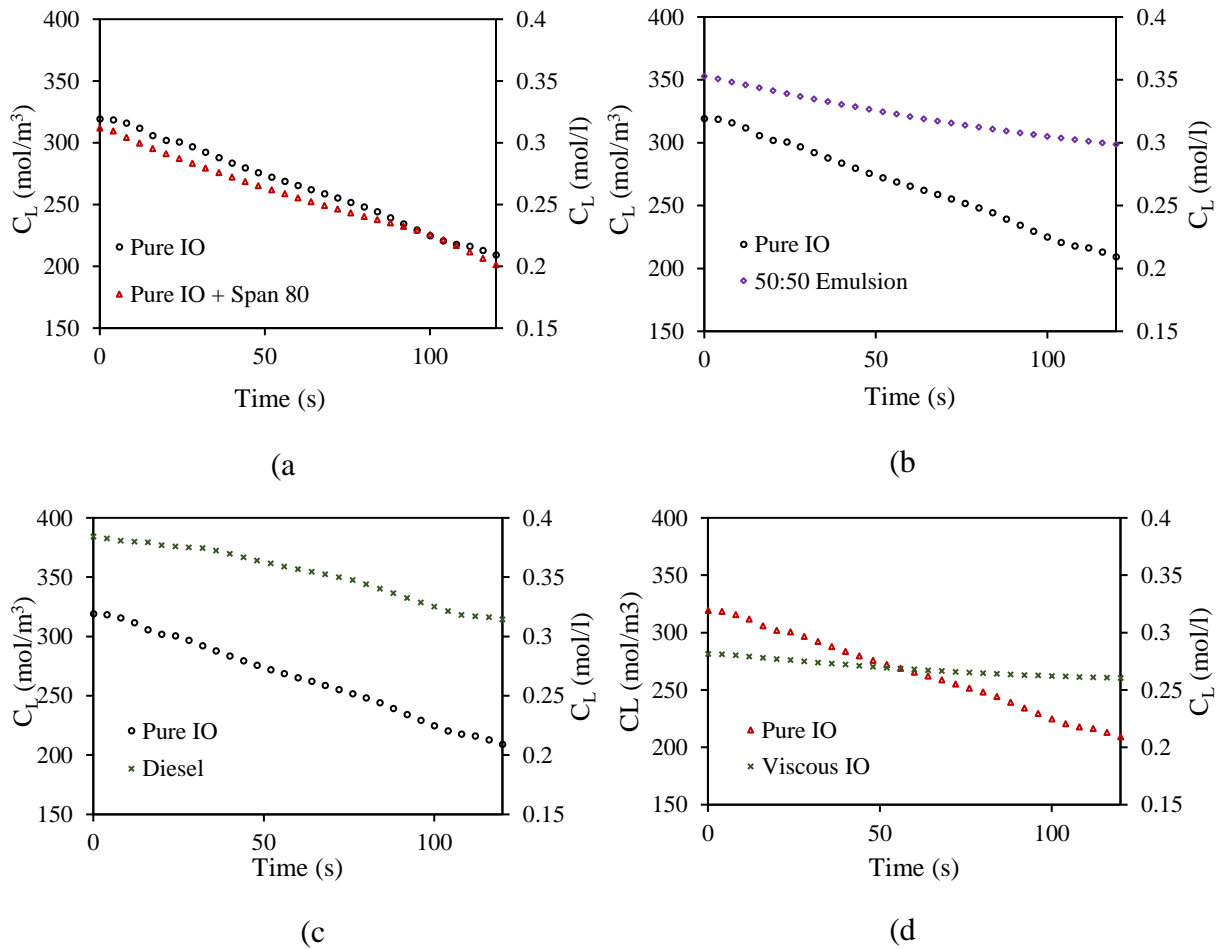 400
350
300
250
200
150
C_L (mol/m³)
0.4
0.35
0.3
0.25
0.2
0.15
C_L (mol/l)
Pure IO
Pure IO + Span 80
0
50
100
Time (s)
(a
400
350
300
250
200
150
C_L (mol/m³)
0.4
0.35
0.3
0.25
0.2
0.15
C_L (mol/l)
Pure IO
50:50 Emulsion
0
50
100
Time (s)
(b
400
350
300
250
200
150
C_L (mol/m³)
0.4
0.35
0.3
0.25
0.2
0.15
C_L (mol/l)
Pure IO
Diesel
0
50
100
Time (s)
(c
400
350
300
250
200
150
CL (mol/m3)
0.4
0.35
0.3
0.25
0.2
0.15
C_L (mol/l)
Pure IO
Viscous IO
0
50
100
Time (s)
(d